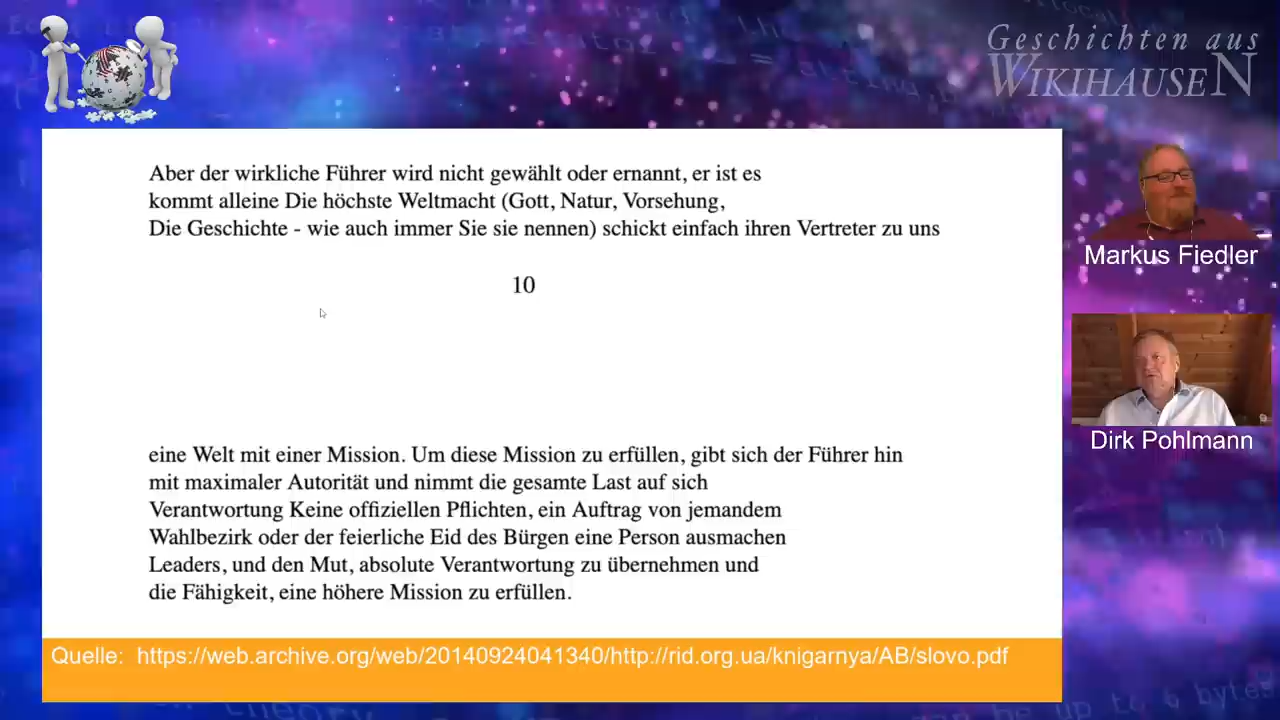 Geschichten aus
WIKIHAUSEN
Aber der wirkliche Führer wird nicht gewählt oder ernannt, er ist es
kommt alleine Die höchste Weltmacht (Gott, Natur, Vorsehung,
Die Geschichte - wie auch immer Sie sie nennen) schickt einfach ihren Vertreter zu uns
10
eine Welt mit einer Mission. Um diese Mission zu erfüllen, gibt sich der Führer hin
mit maximaler Autorität und nimmt die gesamte Last auf sich
Verantwortung Keine offiziellen Pflichten, ein Auftrag von jemandem
Wahlbezirk oder der feierliche Eid des Bürgen eine Person ausmachen
Leaders, und den Mut, absolute Verantwortung zu übernehmen und
die Fähigkeit, eine höhere Mission zu erfüllen.
Quelle: https://web.archive.org/web/20140924041340/http://rid.org.ua/knigarnya/AB/slovo.pdf
Markus Fiedler
Dirk Pohlmann